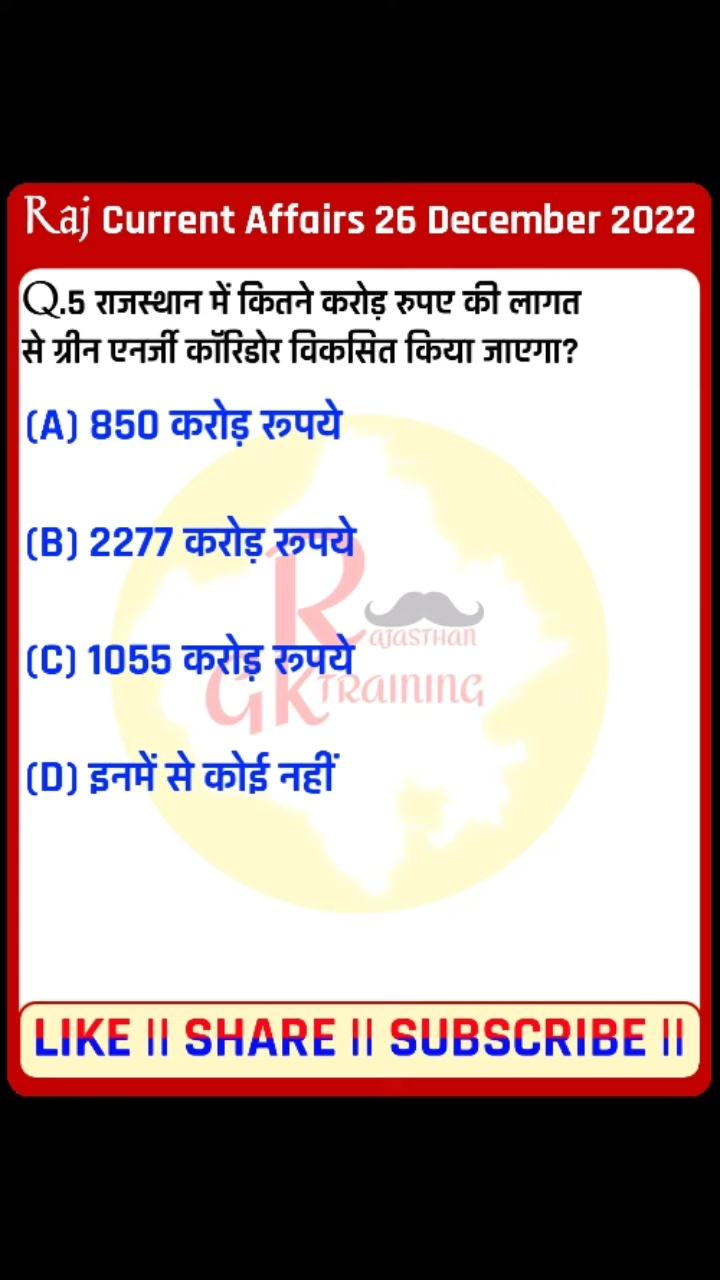 Raj Current Affairs 26 December 2022
Q.5 राजस्थान में कितने करोड़ रुपए की लागत
से ग्रीन एनर्जी कॉरिडोर विकसित किया जाएगा?
(A) 850 करोड़ रूपये
(B) 2277 करोड़ रूपये
RAJASTHAN
(C) 1055 करोड़ रूपये
GK TRAINING
(D) इनमें से कोई नहीं
LIKE || SHARE || SUBSCRIBE ||